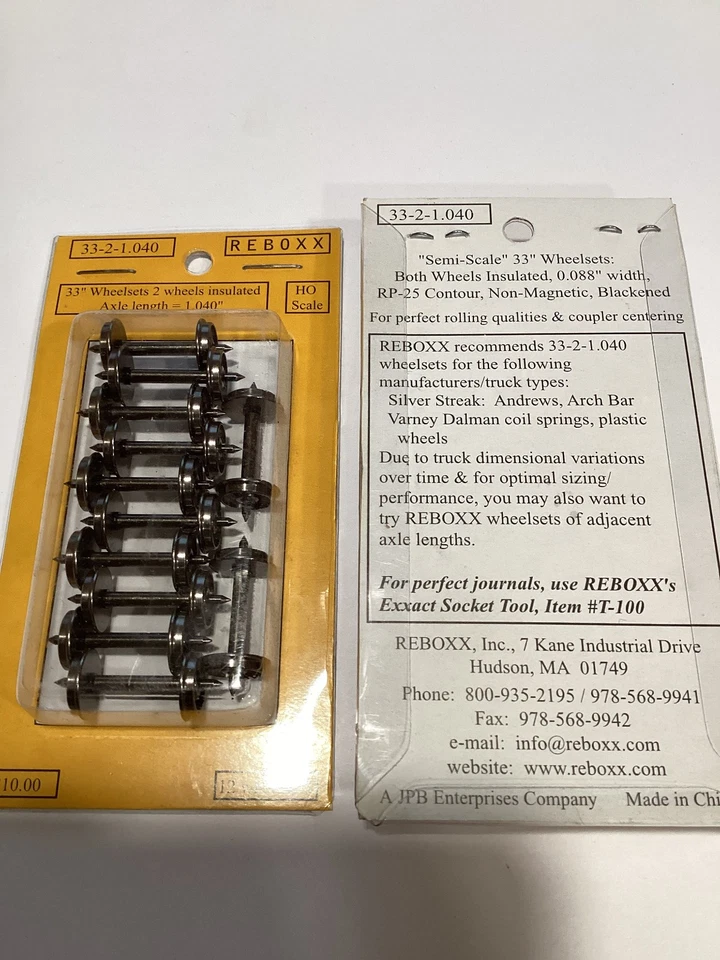 33-2-1.040
REBOXX
33" Wheelsets 2 wheels insulated
Axle length = 1.040"
HO
Scale
10.00
12
33-2-1.040
"Semi-Scale" 33" Wheelsets:
Both Wheels Insulated, 0.088" width,
RP-25 Contour, Non-Magnetic, Blackened
For perfect rolling qualities & coupler centering
REBOXX recommends 33-2-1.040
wheelsets for the following
manufacturers/truck types:
Silver Streak: Andrews, Arch Bar
Varney Dalman coil springs, plastic
wheels
Due to truck dimensional variations
over time & for optimal sizing/
performance, you may also want to
try REBOXX wheelsets of adjacent
axle lengths.
For perfect journals, use REBOXX's
Exxact Socket Tool, Item #T-100
REBOXX, Inc., 7 Kane Industrial Drive
Hudson, MA 01749
Phone: 800-935-2195 / 978-568-9941
Fax: 978-568-9942
e-mail: info@reboxx.com
website: www.reboxx.com
A JPB Enterprises Company Made in Chi